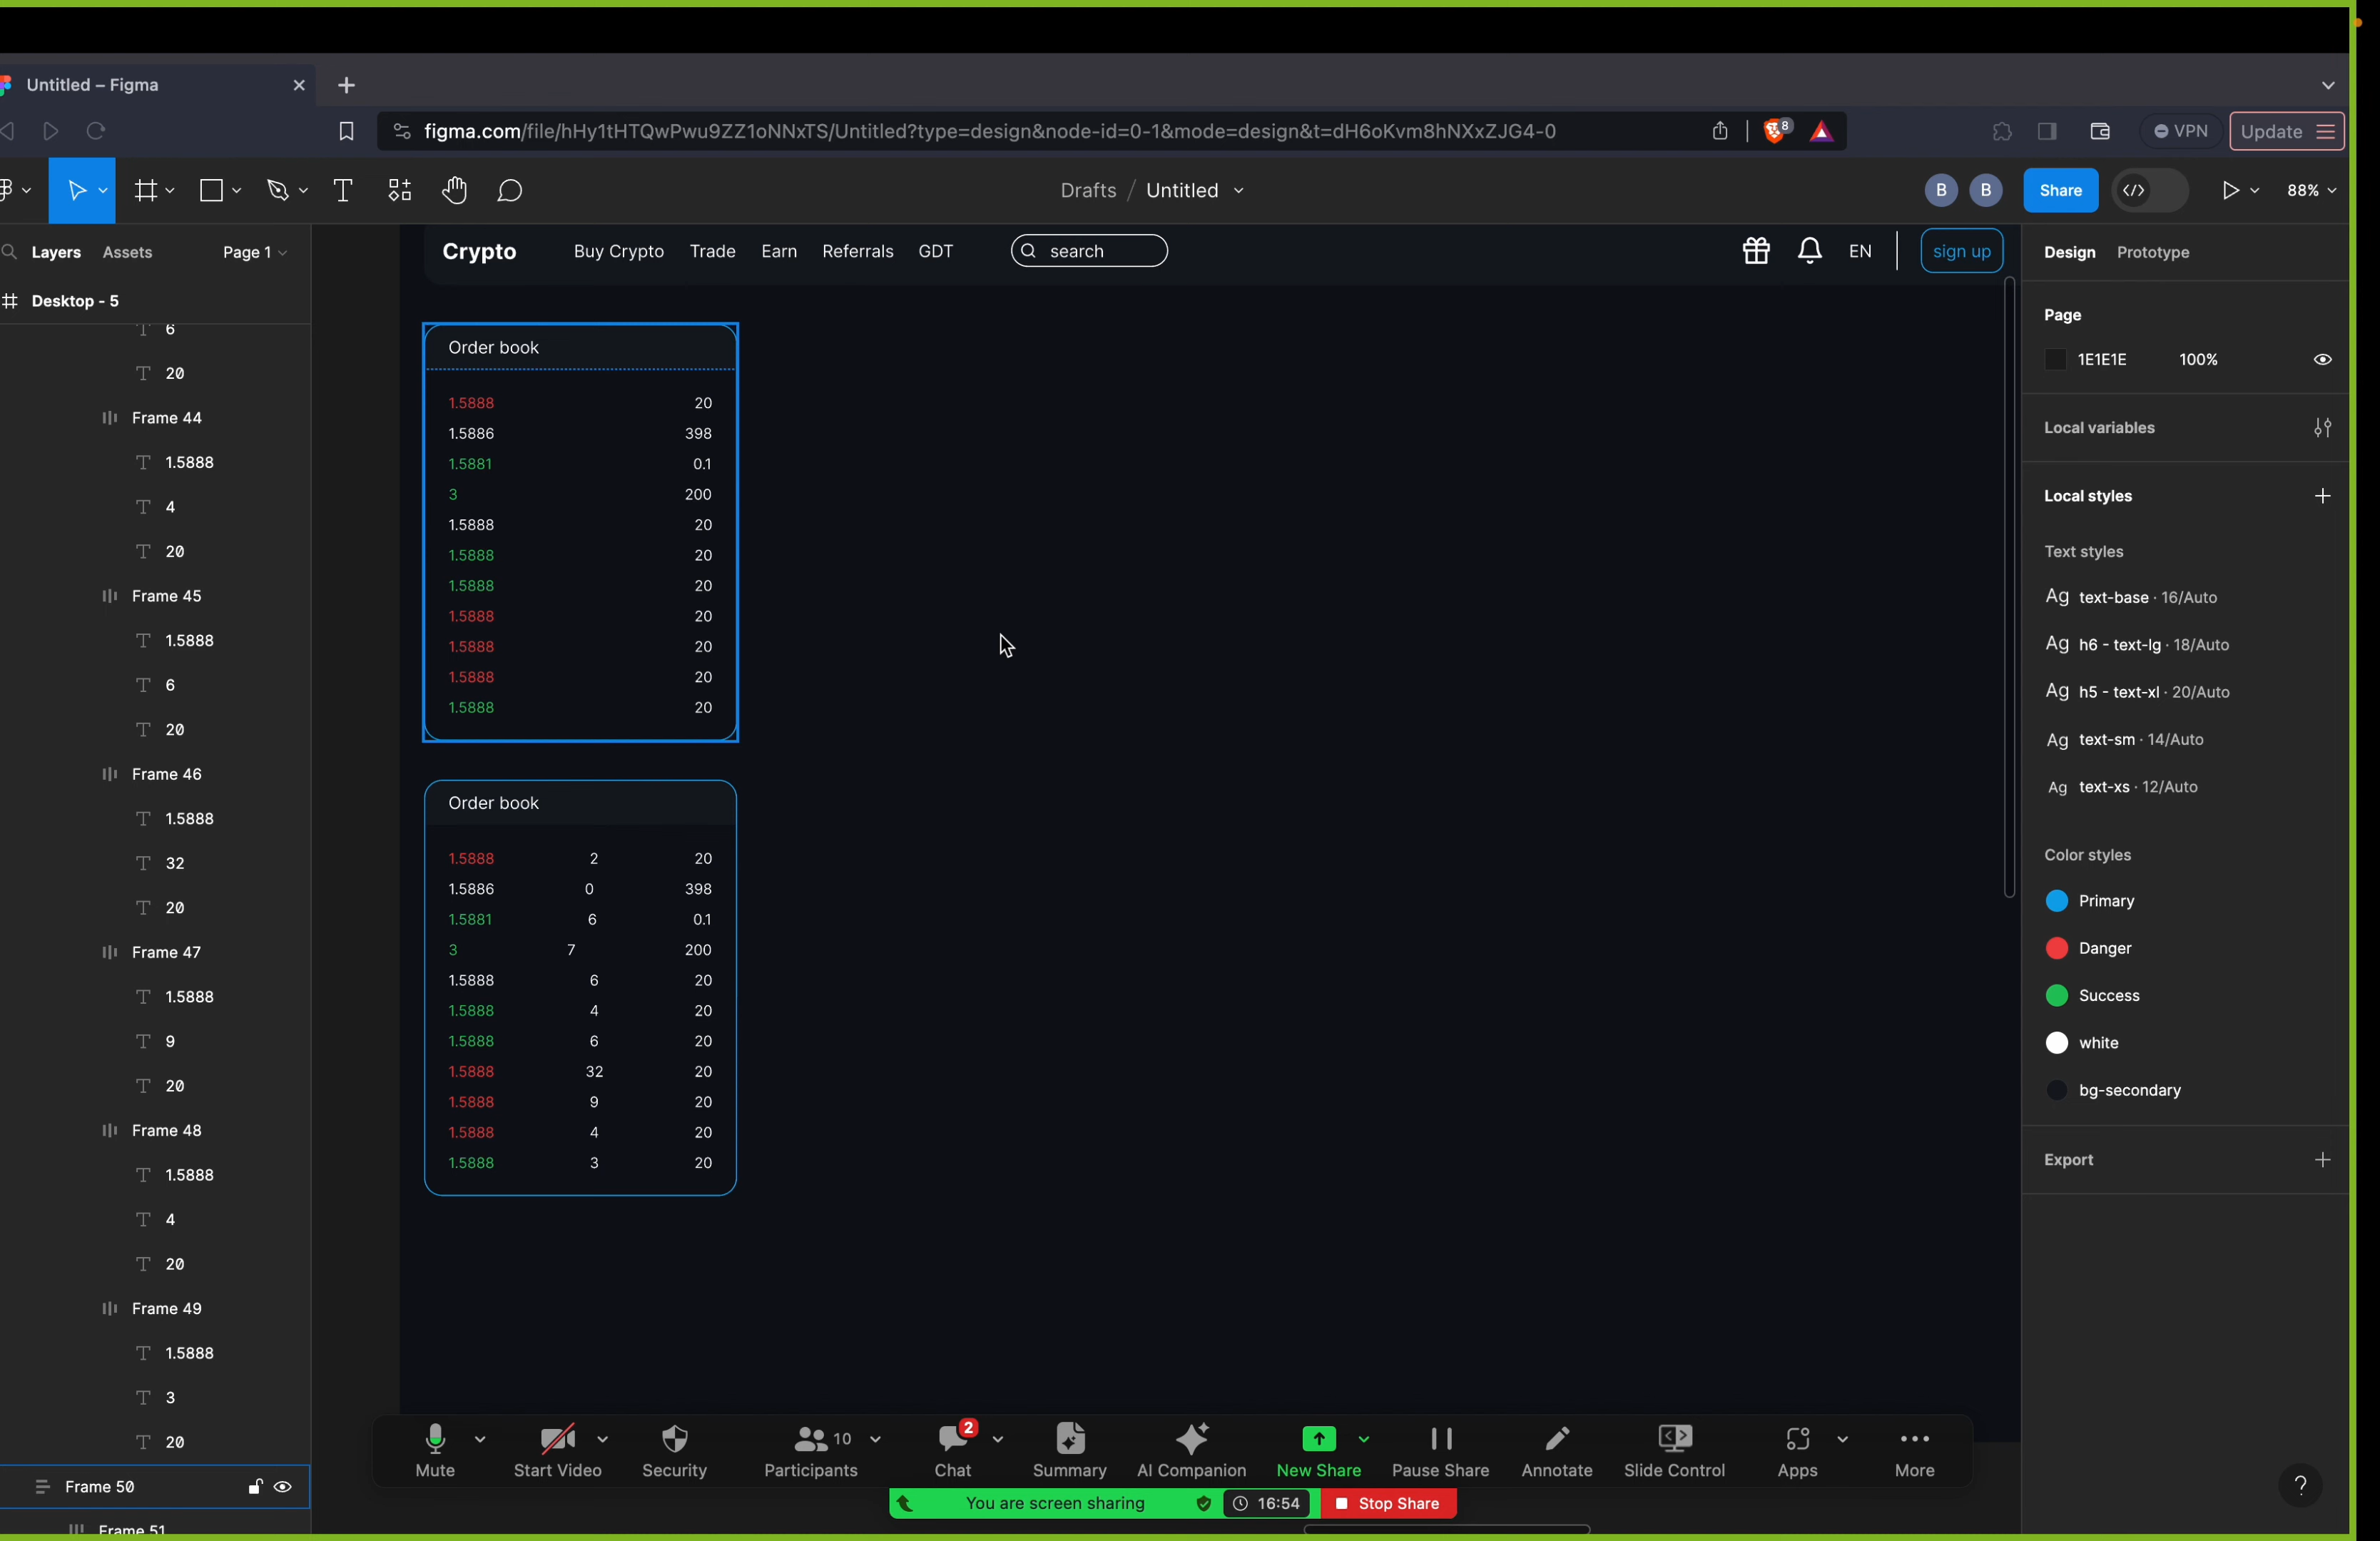 Untitled – Figma
figma.com/file/hHy1tHTQwPwu9ZZ1oNNxTS/Untitled?type=design&node-id=0-1&mode=design&t=dH6oKvm8hNXxZJG4-0
8
VPN
Update
Drafts / Untitled
B B Share 88%
Layers Assets Page 1
Desktop - 5
6
20
Frame 44
1.5888
4
20
Frame 45
1.5888
6
20
Frame 46
1.5888
32
20
Frame 47
1.5888
9
20
Frame 48
1.5888
4
20
Frame 49
1.5888
3
20
Frame 50
Frame 51
Crypto Buy Crypto Trade Earn Referrals GDT search EN sign up
Order book
1.5888 20
1.5886 398
1.5881 0.1
3 200
1.5888 20
1.5888 20
1.5888 20
1.5888 20
1.5888 20
1.5888 20
1.5888 20
Order book
1.5888 2 20
1.5886 0 398
1.5881 6 0.1
3 7 200
1.5888 6 20
1.5888 4 20
1.5888 6 20
1.5888 32 20
1.5888 9 20
1.5888 4 20
1.5888 3 20
Design Prototype
Page
1E1E1E 100%
Local variables
Local styles
Text styles
Ag text-base · 16/Auto
Ag h6 - text-lg · 18/Auto
Ag h5 - text-xl · 20/Auto
Ag text-sm · 14/Auto
Ag text-xs · 12/Auto
Color styles
Primary
Danger
Success
white
bg-secondary
Export
?
10
2
Mute Start Video Security Participants Chat Summary AI Companion New Share Pause Share Annotate Slide Control Apps More
You are screen sharing 16:54 Stop Share